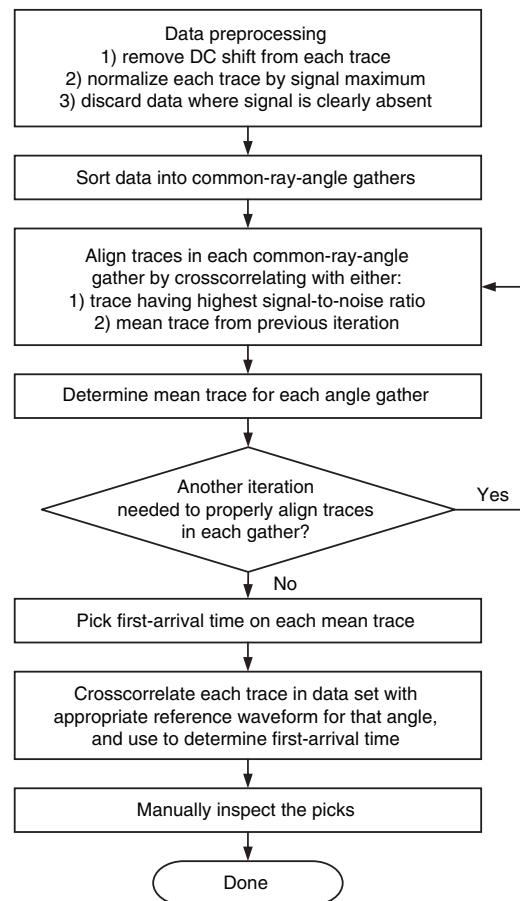 Data preprocessing
1) remove DC shift from each trace
2) normalize each trace by signal maximum
3) discard data where signal is clearly absent
Sort data into common-ray-angle gathers
Align traces in each common-ray-angle
gather by crosscorrelating with either:
1) trace having highest signal-to-noise ratio
2) mean trace from previous iteration
Determine mean trace for each angle gather
Another iteration
needed to properly align traces
in each gather?
Yes
No
Pick first-arrival time on each mean trace
Crosscorrelate each trace in data set with
appropriate reference waveform for that angle,
and use to determine first-arrival time
Manually inspect the picks
Done